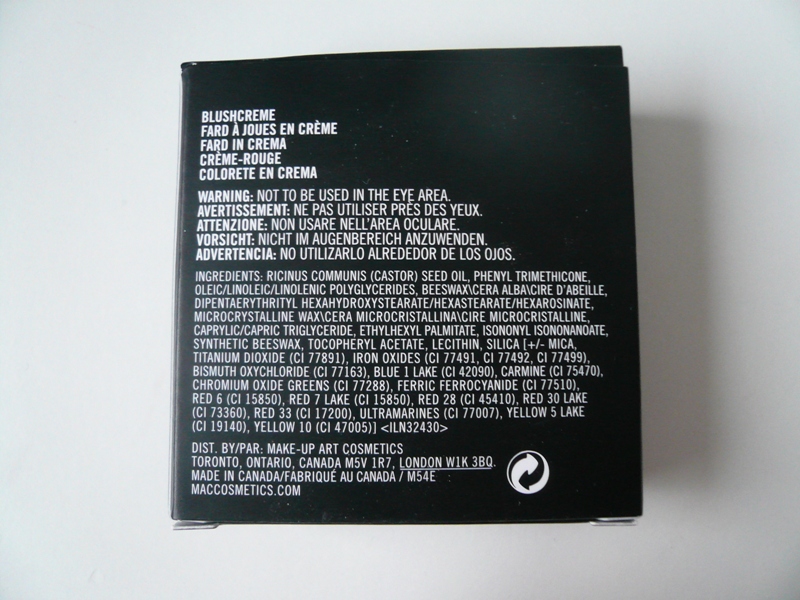 BLUSHCREME
FARD À JOUES EN CRÈME
FARD IN CREMA
CRÈME-ROUGE
COLORETE EN CREMA
WARNING: NOT TO BE USED IN THE EYE AREA.
AVERTISSEMENT: NE PAS UTILISER PRÈS DES YEUX.
ATTENZIONE: NON USARE NELL'AREA OCULARE.
VORSICHT: NICHT IM AUGENBEREICH ANZUWENDEN.
ADVERTENCIA: NO UTILIZARLO ALREDEDOR DE LOS OJOS.
INGREDIENTS: RICINUS COMMUNIS (CASTOR) SEED OIL, PHENYL TRIMETHICONE,
OLEIC/LINOLEIC/LINOLENIC POLYGLYCERIDES, BEESWAX\CERA ALBA\CIRE D'ABEILLE,
DIPENTAERYTHRITYL HEXAHYDROXYSTEARATE/HEXASTEARATE/HEXAROSINATE,
MICROCRYSTALLINE WAX\CERA MICROCRISTALLINA\CIRE MICROCRISTALLINE,
CAPRYLIC/CAPRIC TRIGLYCERIDE, ETHYLHEXYL PALMITATE, ISONONYL ISONONANOATE,
SYNTHETIC BEESWAX, TOCOPHERYL ACETATE, LECITHIN, SILICA [+/- MICA,
TITANIUM DIOXIDE (CI 77891), IRON OXIDES (CI 77491, CI 77492, CI 77499),
BISMUTH OXYCHLORIDE (CI 77163), BLUE 1 LAKE (CI 42090), CARMINE (CI 75470),
CHROMIUM OXIDE GREENS (CI 77288), FERRIC FERROCYANIDE (CI 77510),
RED 6 (CI 15850), RED 7 LAKE (CI 15850), RED 28 (CI 45410), RED 30 LAKE
(CI 73360), RED 33 (CI 17200), ULTRAMARINES (CI 77007), YELLOW 5 LAKE
(CI 19140), YELLOW 10 (CI 47005)] <ILN32430>
DIST. BY/PAR: MAKE-UP ART COSMETICS
TORONTO, ONTARIO, CANADA M5V 1R7, LONDON W1K 3BQ.
MADE IN CANADA/FABRIQUÉ AU CANADA / M54E
MACCOSMETICS.COM